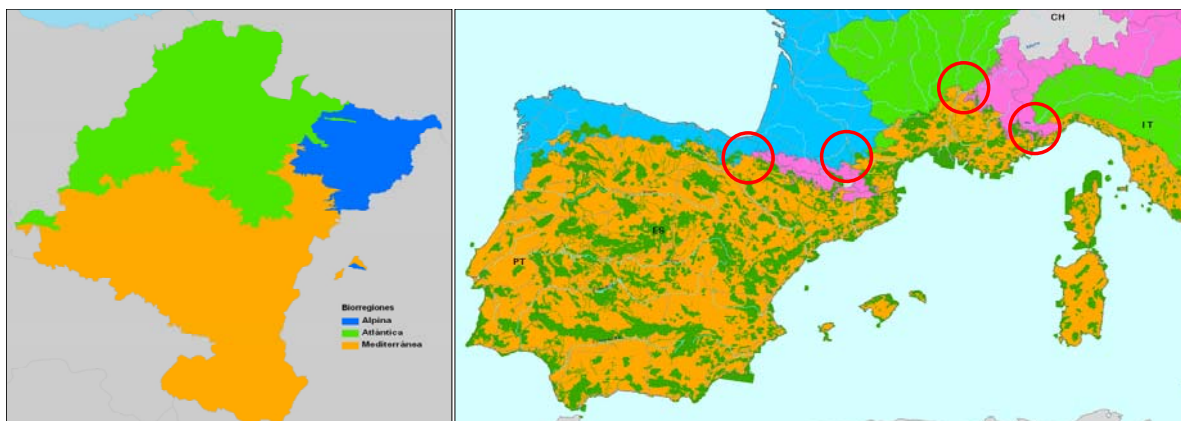 Biorregiones
Alpina
Atlántica
Mediterránea
CH
IT
ES
PT